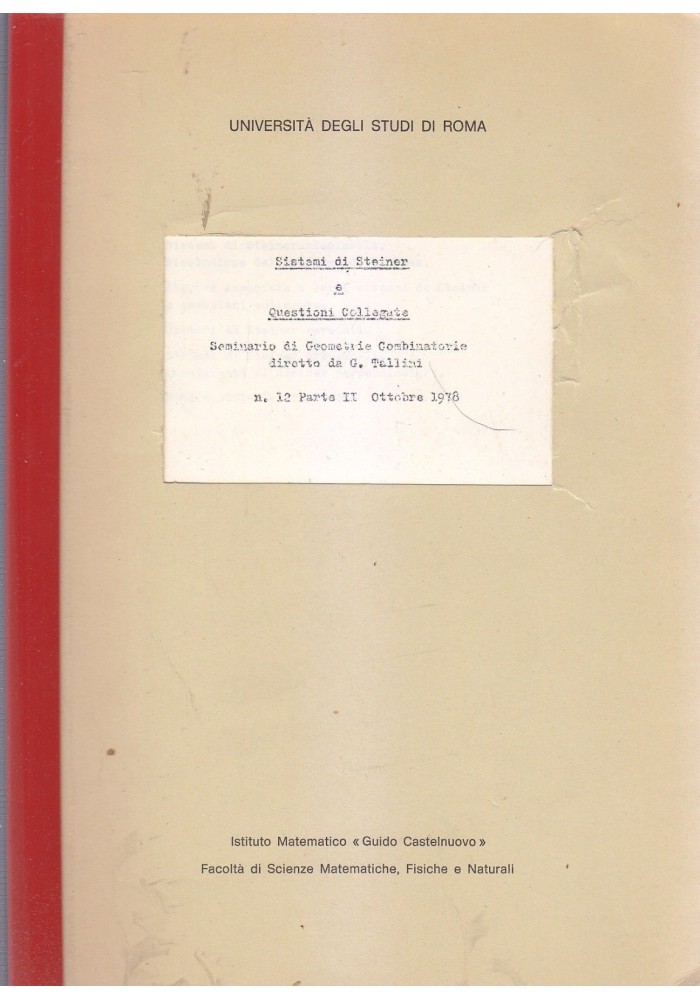 UNIVERSITÀ DEGLI STUDI DI ROMA
Sistemi di Steiner
e
Questioni Collegate
Seminario di Geometrie Combinatorie
diretto da G. Tallini
n. 12 Parte II Ottobre 1978
Istituto Matematico « Guido Castelnuovo »
Facoltà di Scienze Matematiche, Fisiche e Naturali